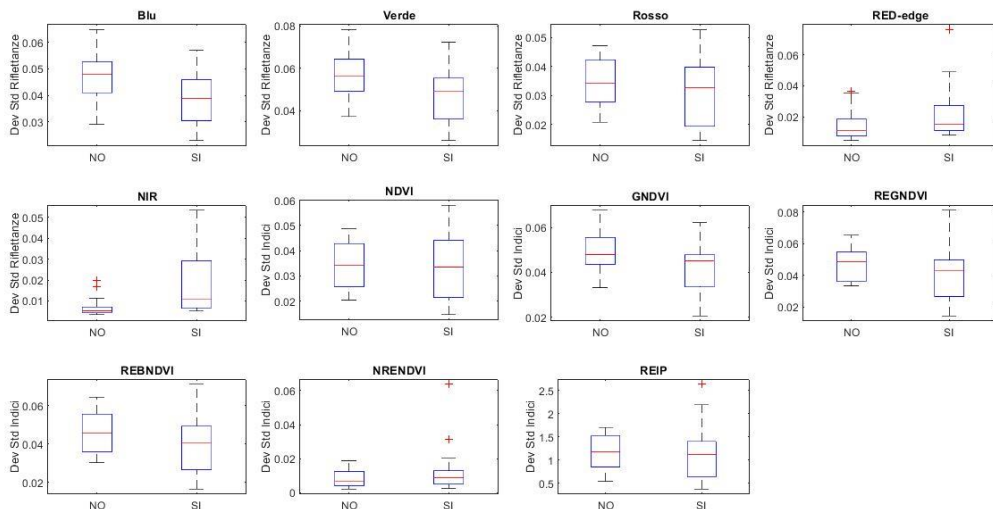 Blu
Dev Std Riflettanze
0.06
0.05
0.04
0.03
NO
SI
Verde
Dev Std Riflettanze
0.08
0.06
0.04
NO
SI
Rosso
Dev Std Riflettanze
0.05
0.04
0.03
0.02
NO
SI
RED-edge
Dev Std Riflettanze
0.06
0.04
0.02
NO
SI
NIR
Dev Std Riflettanze
0.05
0.04
0.03
0.02
0.01
NO
SI
NDVI
Dev Std Indici
0.06
0.05
0.04
0.03
0.02
NO
SI
GNDVI
Dev Std Indici
0.06
0.04
0.02
NO
SI
REGNDVI
Dev Std Indici
0.08
0.06
0.04
0.02
NO
SI
REBNDVI
Dev Std Indici
0.06
0.04
0.02
NO
SI
NRENDVI
Dev Std Indici
0.06
0.04
0.02
0
NO
SI
REIP
Dev Std Indici
2.5
2
1.5
1
0.5
NO
SI